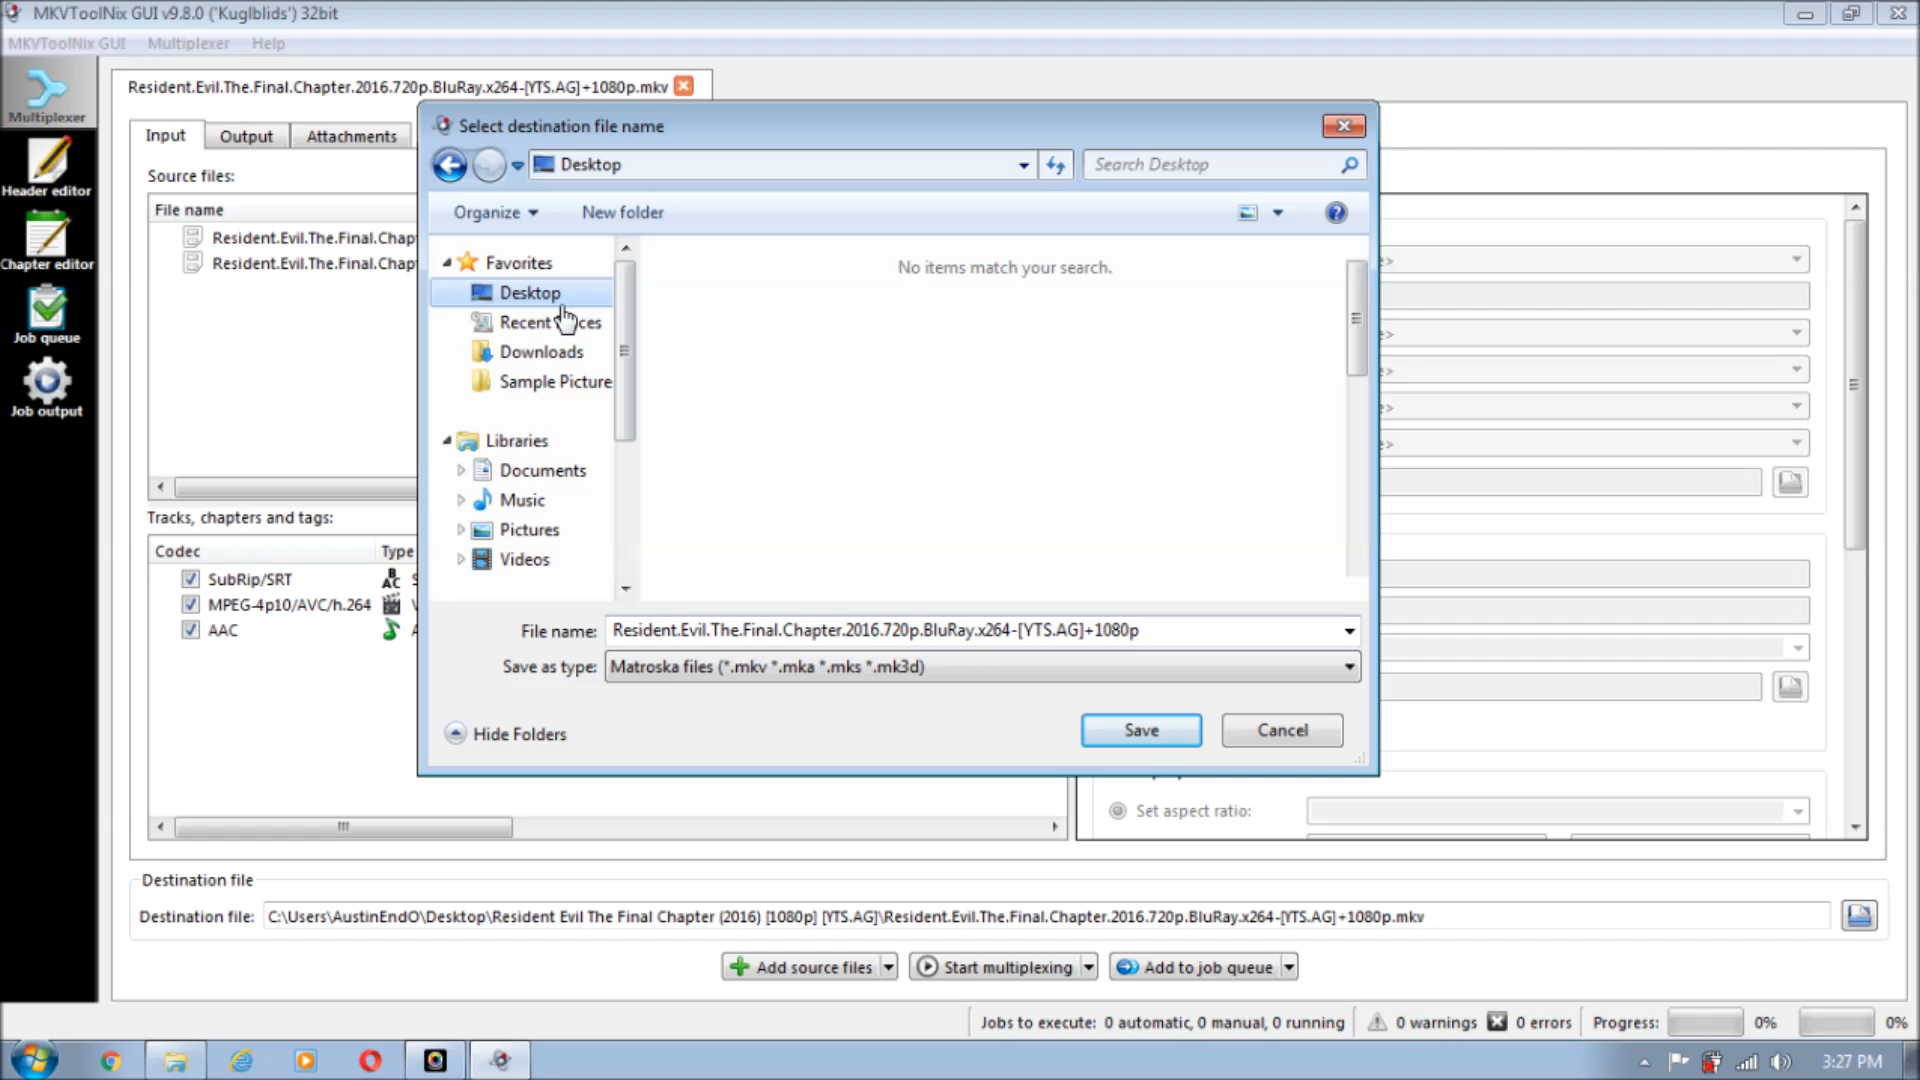 MKVToolNix GUI v9.8.0 ('Kuglblids') 32bit
MKVToolNix GUI Multiplexer Help
Multiplexer
Header editor
Chapter editor
Job queue
Job output
Resident.Evil.The.Final.Chapter.2016.720p.BluRay.x264-[YTS.AG]+1080p.mkv
Input Output Attachments
Source files:
File name
Resident.Evil.The.Final.Chap
Resident.Evil.The.Final.Chap
Tracks, chapters and tags:
Codec Type
SubRip/SRT
MPEG-4p10/AVC/h.264
AAC
Select destination file name
Desktop
Search Desktop
Organize New folder
Favorites
Desktop
Recent
Downloads
Sample Picture
Libraries
Documents
Music
Pictures
Videos
No items match your search.
File name: Resident.Evil.The.Final.Chapter.2016.720p.BluRay.x264-[YTS.AG]+1080p
Save as type: Matroska files (*.mkv *.mka *.mks *.mk3d)
Hide Folders Save Cancel
Set aspect ratio:
Destination file
Destination file: C:\Users\AustinEndO\Desktop\Resident Evil The Final Chapter (2016) [1080p] [YTS.AG]\Resident.Evil.The.Final.Chapter.2016.720p.BluRay.x264-[YTS.AG]+1080p.mkv
Add source files Start multiplexing Add to job queue
Jobs to execute: 0 automatic, 0 manual, 0 running 0 warnings 0 errors Progress: 0% 0%
3:27 PM